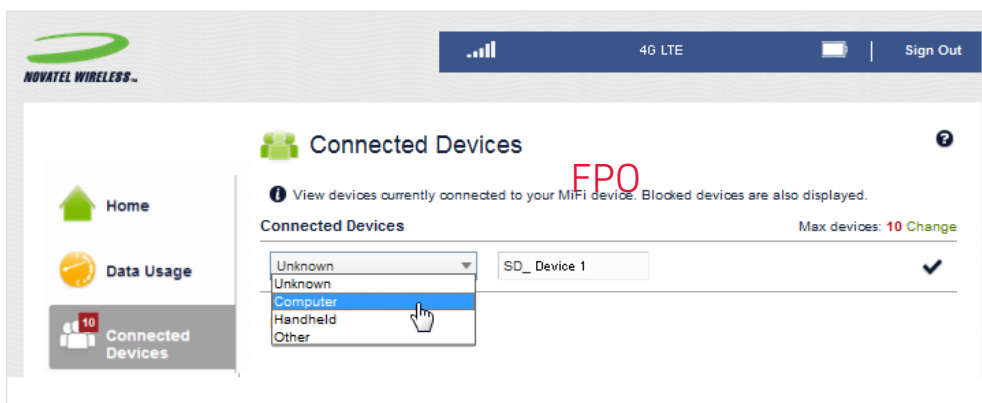 NOVATEL WIRELESS™
4G LTE
Sign Out
Connected Devices
FPO
View devices currently connected to your MiFi device. Blocked devices are also displayed.
Home
Connected Devices
Max devices: 10 Change
Data Usage
Unknown
SD_ Device 1
Unknown
Computer
Handheld
Other
10
Connected
Devices